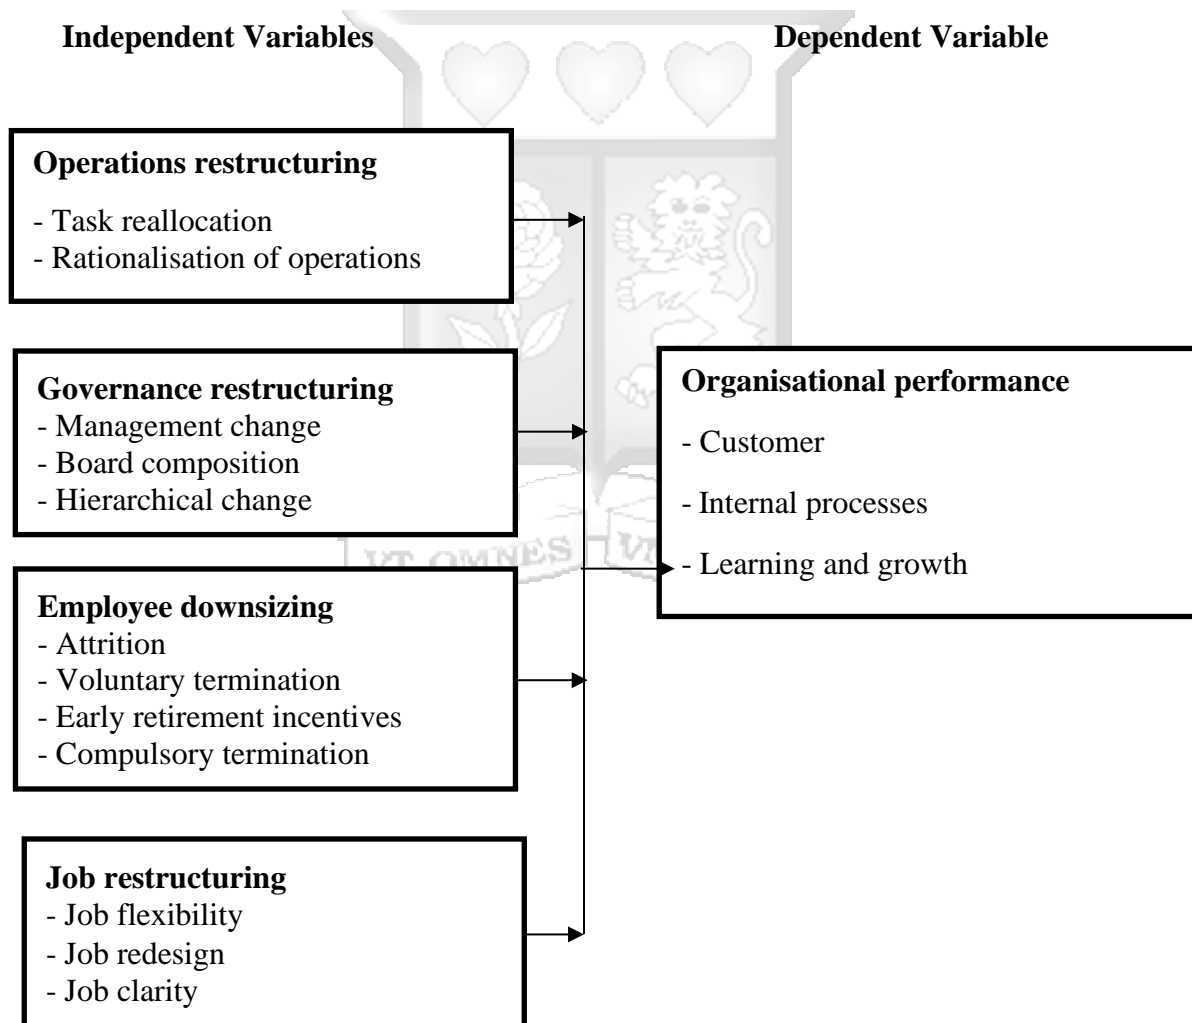 Independent Variables
Dependent Variable
Operations restructuring
- Task reallocation
- Rationalisation of operations
Governance restructuring
- Management change
- Board composition
- Hierarchical change
Employee downsizing
- Attrition
- Voluntary termination
- Early retirement incentives
- Compulsory termination
Job restructuring
- Job flexibility
- Job redesign
- Job clarity
Organisational performance
- Customer
- Internal processes
- Learning and growth
VT OMNES